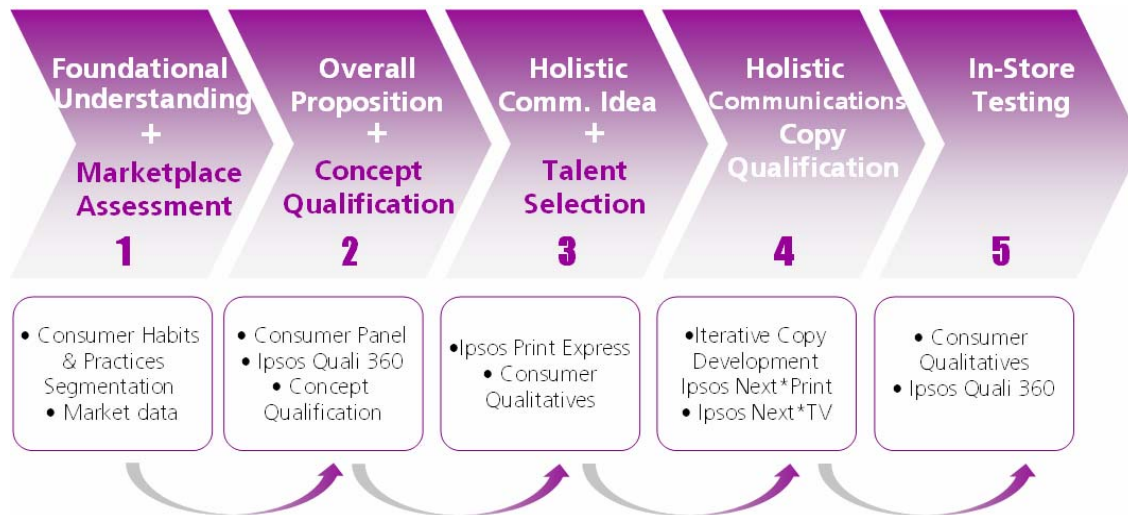 Foundational
Understanding
+
Marketplace
Assessment
1
Overall
Proposition
+
Concept
Qualification
2
Holistic
Comm. Idea
+
Talent
Selection
3
Holistic
Communications
Copy
Qualification
4
In-Store
Testing
5
• Consumer Habits
& Practices
Segmentation
• Market data
• Consumer Panel
• Ipsos Quali 360
• Concept
Qualification
•Ipsos Print Express
• Consumer
Qualitatives
•Iterative Copy
Development
Ipsos Next*Print
• Ipsos Next*TV
• Consumer
Qualitatives
• Ipsos Quali 360